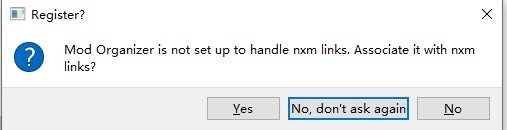 Register?
Mod Organizer is not set up to handle nxm links. Associate it with nxm
links?
Yes
No, don't ask again
No